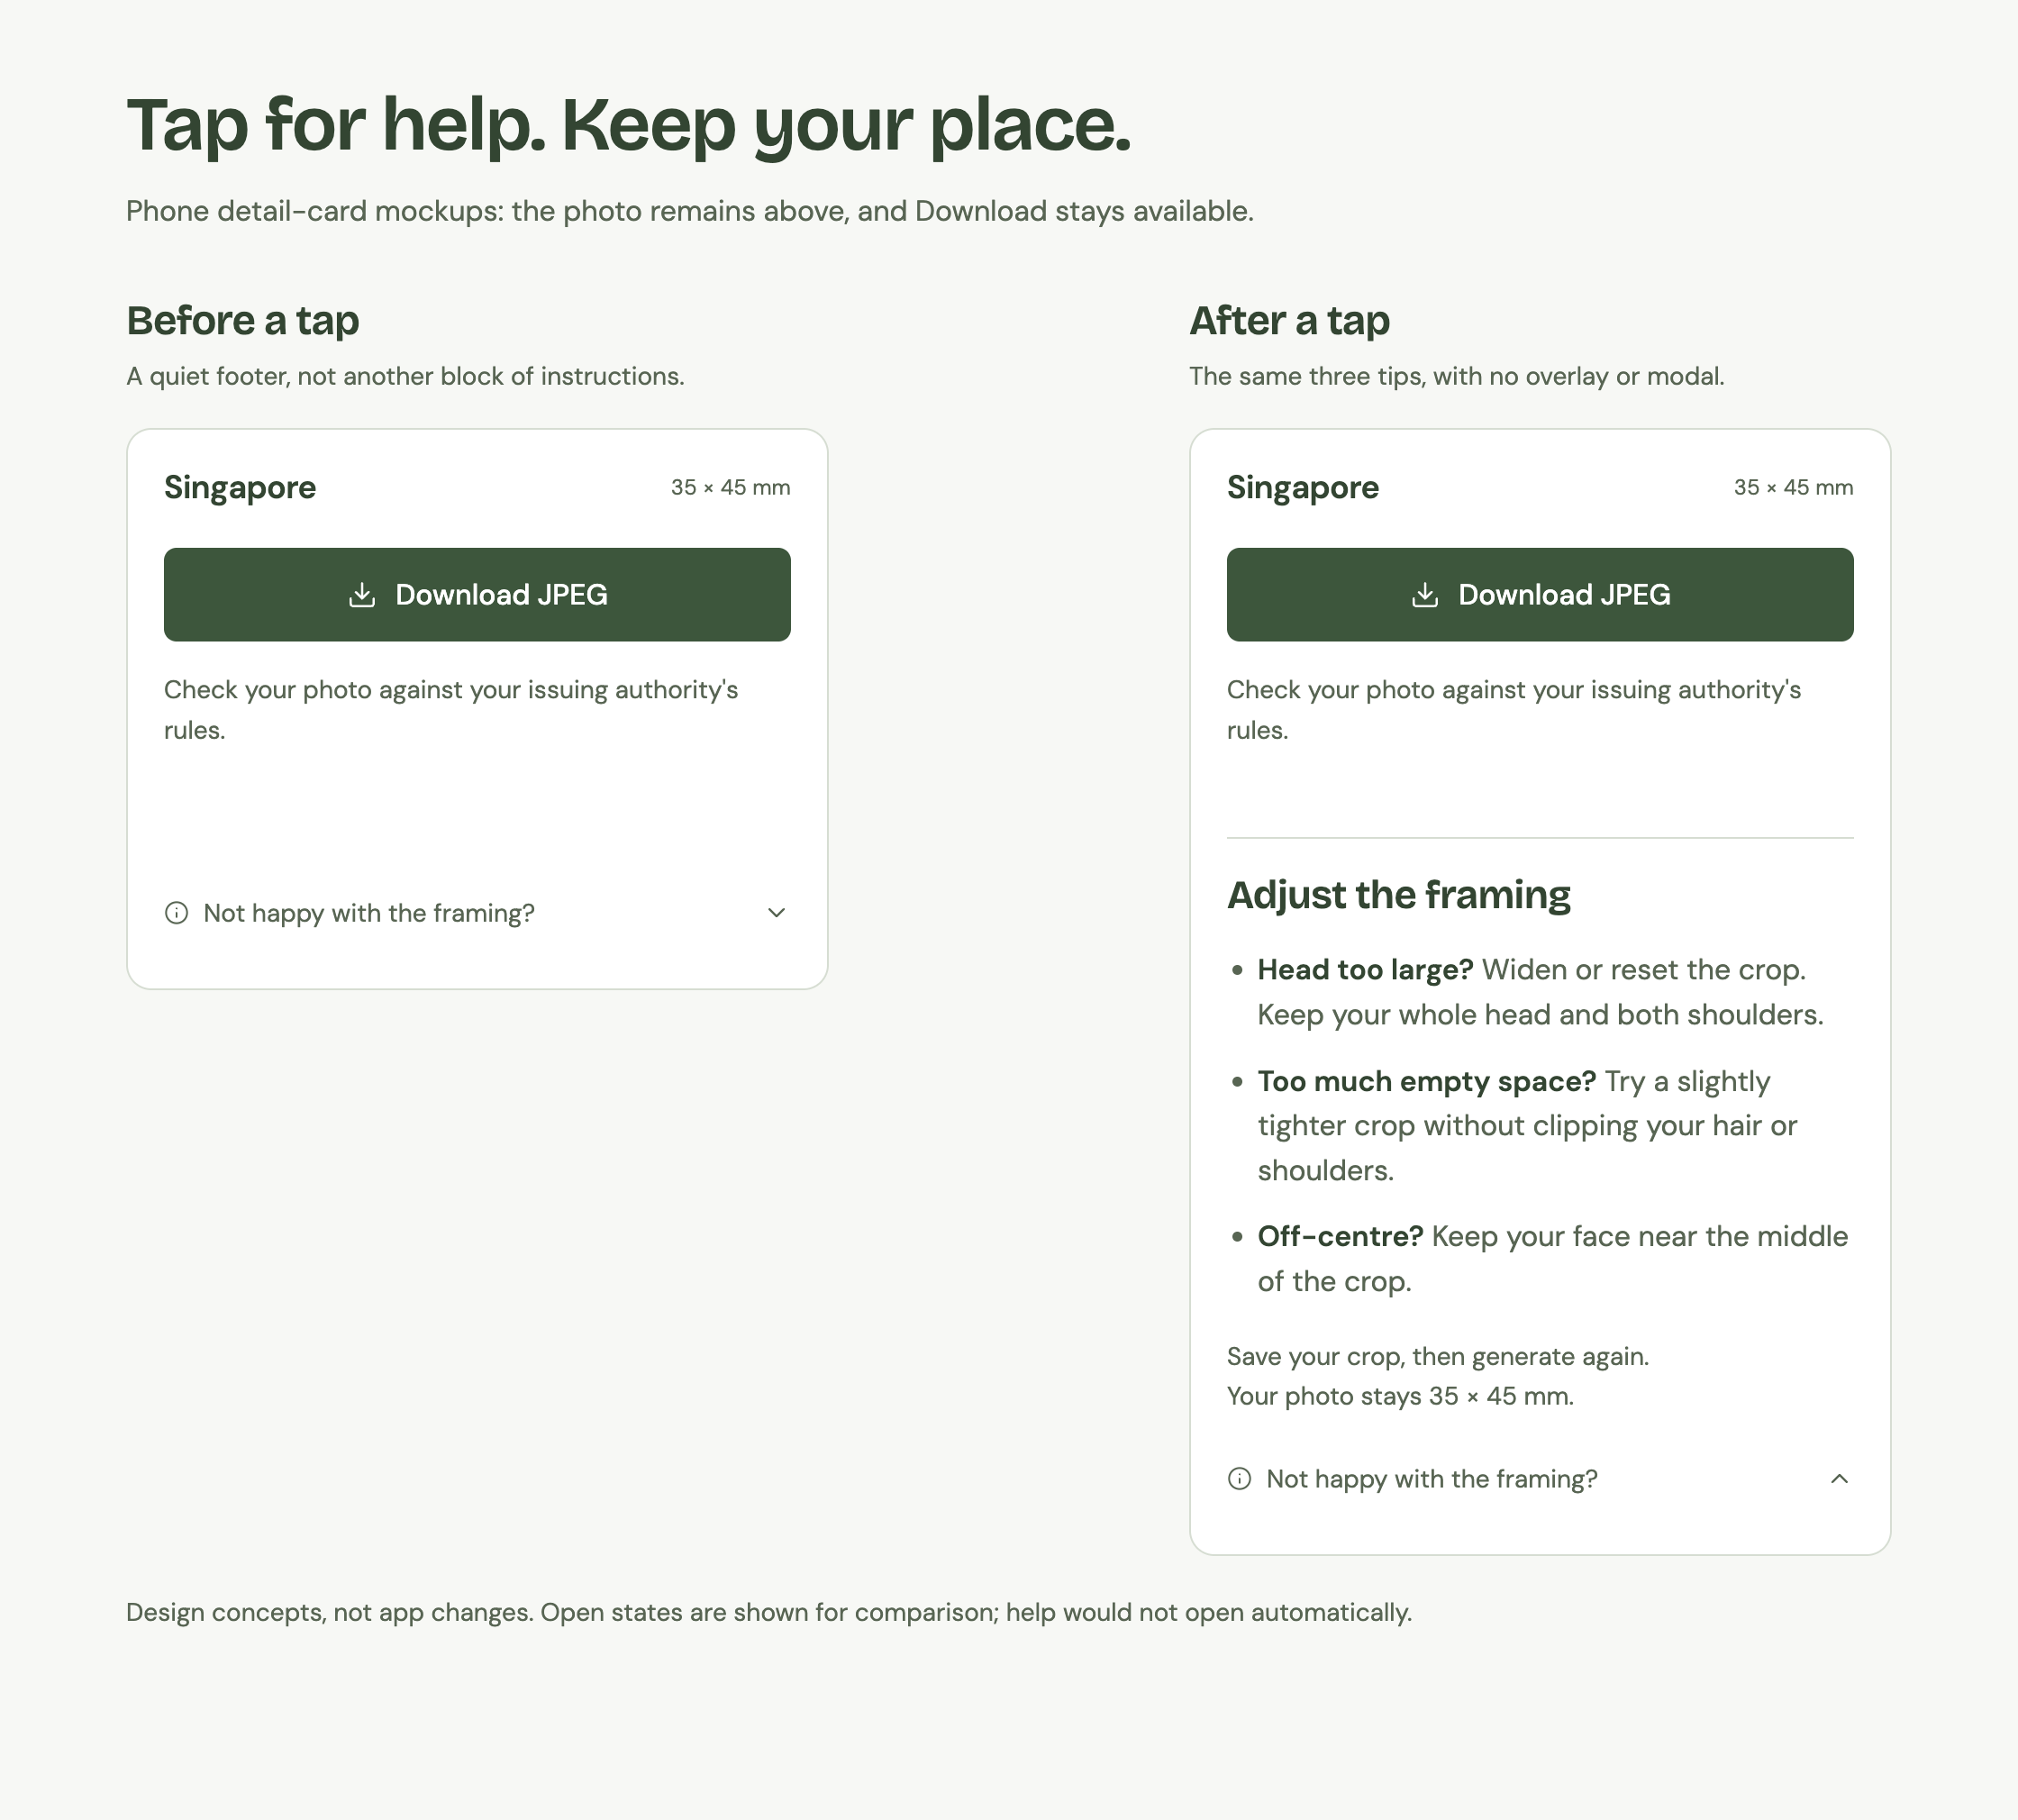 Tap for help. Keep your place.
Phone detail-card mockups: the photo remains above, and Download stays available.
Before a tap
A quiet footer, not another block of instructions.
Singapore
35 × 45 mm
Download JPEG
Check your photo against your issuing authority's
rules.
Not happy with the framing?
After a tap
The same three tips, with no overlay or modal.
Singapore
35 × 45 mm
Download JPEG
Check your photo against your issuing authority's
rules.
Adjust the framing
• Head too large? Widen or reset the crop.
Keep your whole head and both shoulders.
• Too much empty space? Try a slightly
tighter crop without clipping your hair or
shoulders.
• Off-centre? Keep your face near the middle
of the crop.
Save your crop, then generate again.
Your photo stays 35 × 45 mm.
Not happy with the framing?
Design concepts, not app changes. Open states are shown for comparison; help would not open automatically.